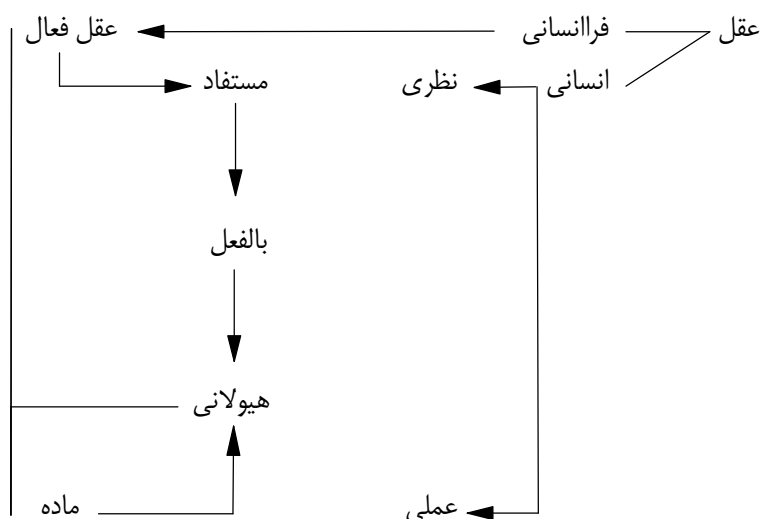 عقل فراانسانی عقل فعال
انسانی نظری مستفاد
بالفعل
هیولانی
عملی ماده